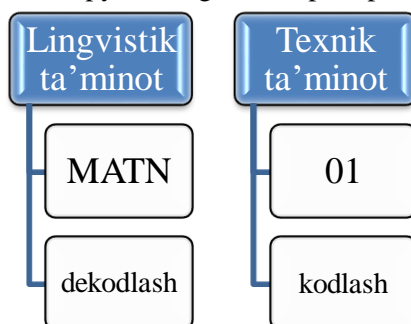 Lingvistik
ta’minot
MATN
dekodlash
Texnik
ta’minot
01
kodlash